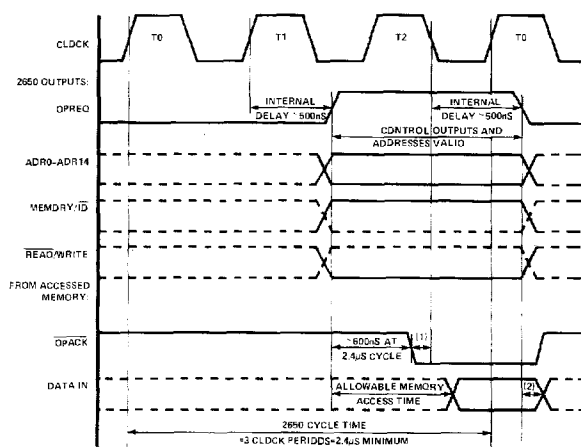 CLOCK
T0
T1
T2
T0
2650 OUTPUTS:
OPREQ
INTERNAL
DELAY ~500nS
INTERNAL
DELAY ~500nS
CONTROL OUTPUTS AND
ADDRESSES VALID
ADR0-ADR14
MEMORY/IO
READ/WRITE
FROM ACCESSED
MEMORY:
OPACK
~600nS AT
2.4µS CYCLE
(1)
DATA IN
ALLOWABLE MEMORY
ACCESS TIME
(2)
2650 CYCLE TIME
=3 CLOCK PERIODS=2.4µS MINIMUM